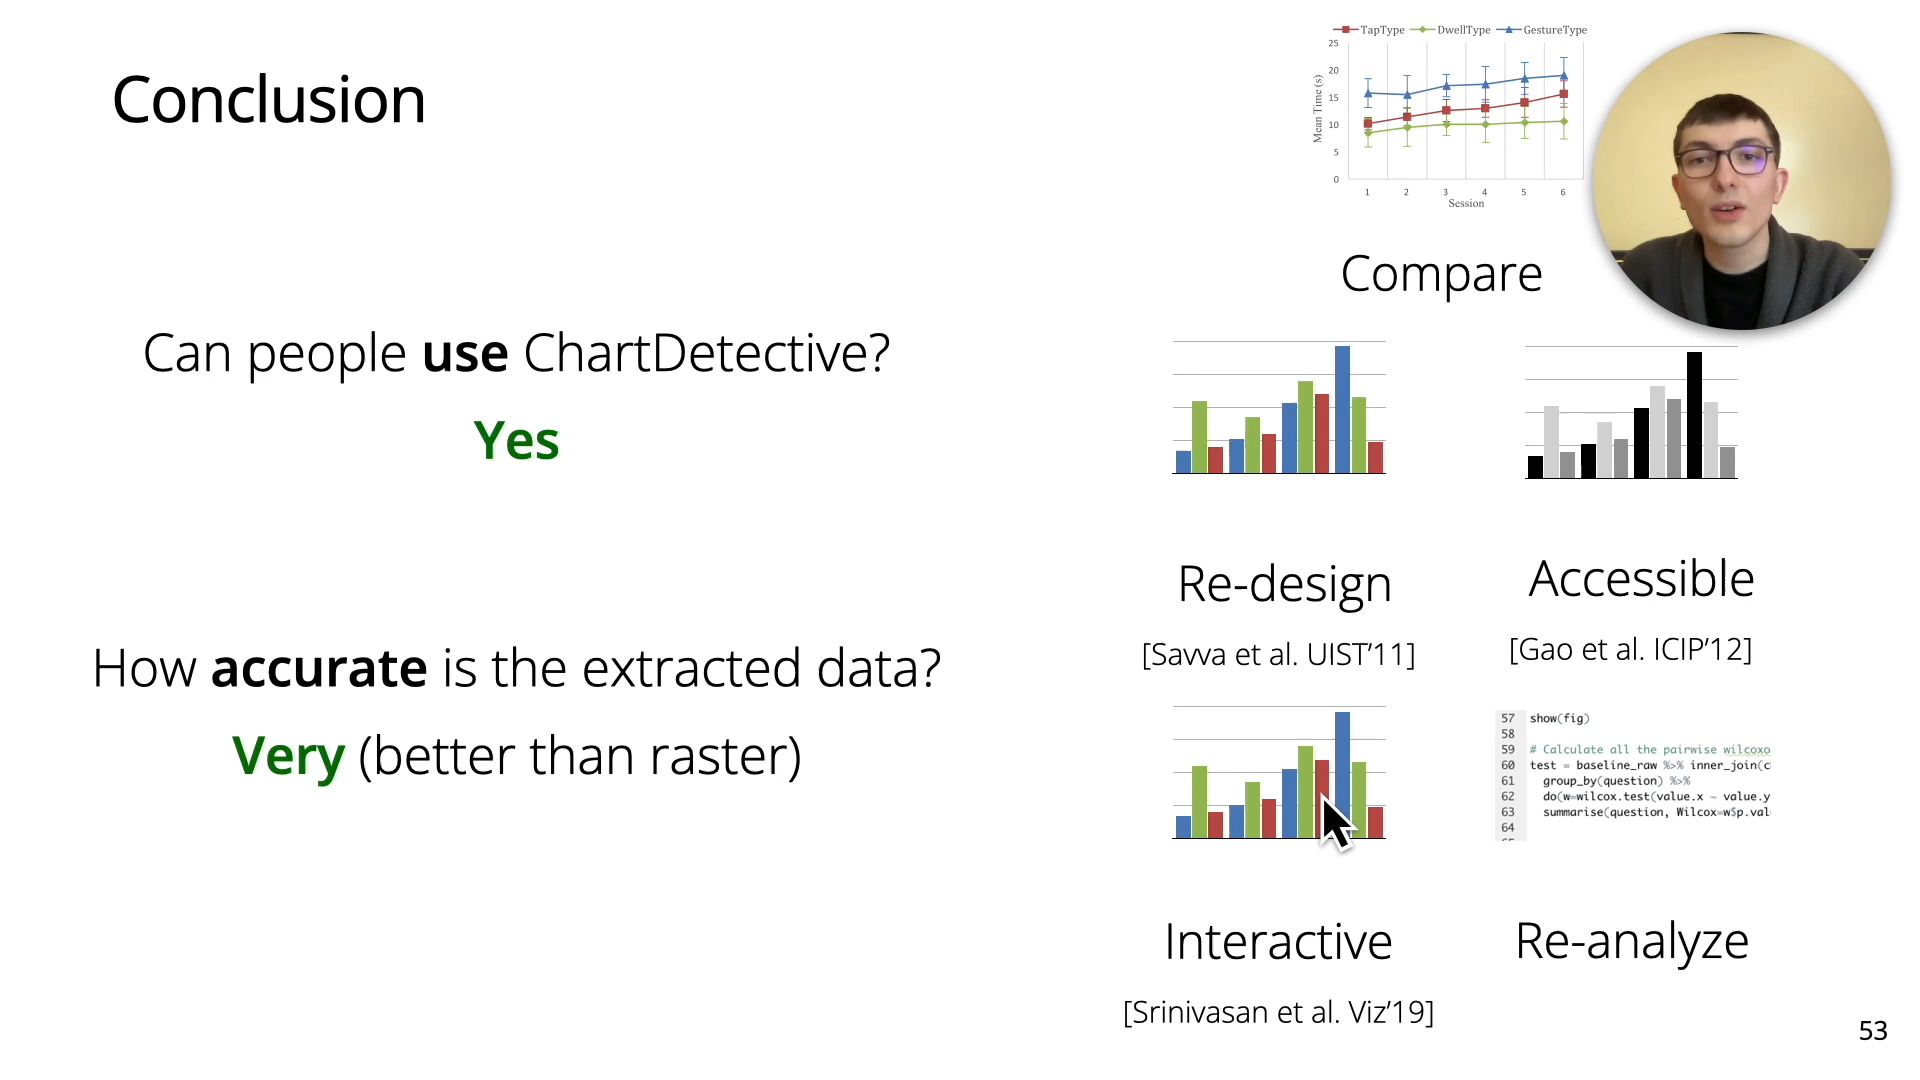 Conclusion
Can people use ChartDetective?
Yes
How accurate is the extracted data?
Very (better than raster)
TapType DwellType GestureType
25
20
15
10
5
0
Mean Time (s)
1 2 3 4 5 6
Session
Compare
Re-design
[Savva et al. UIST’11]
Accessible
[Gao et al. ICIP’12]
Interactive
[Srinivasan et al. Viz’19]
57 show(fig)
58
59 # Calculate all the pairwise wilcoxo
60 test = baseline_raw %>% inner_join(c
61 group_by(question) %>%
62 do(w=wilcox.test(value.x ~ value.y
63 summarise(question, Wilcox=w$p.val
64
Re-analyze
53